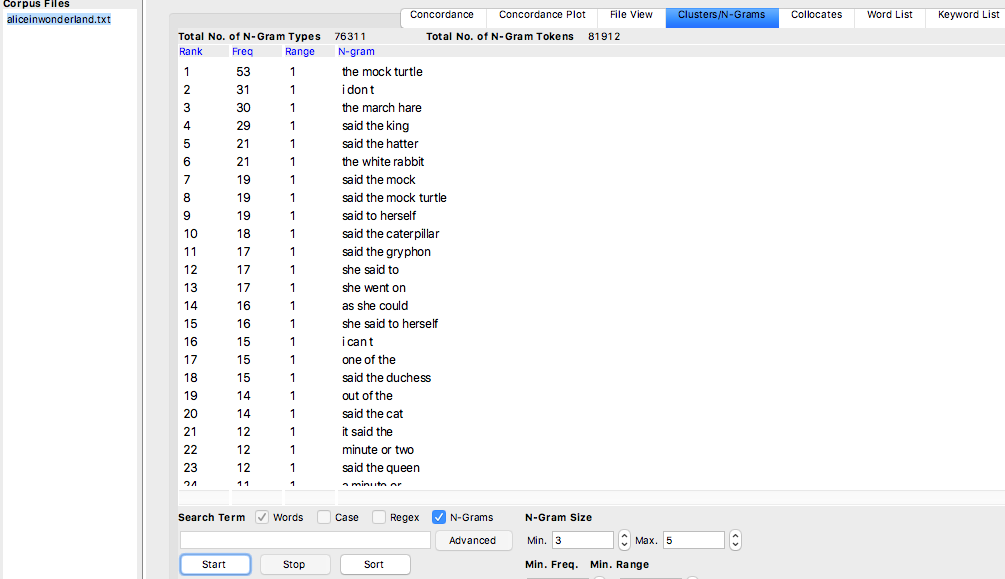 Corpus Files
aliceinwonderland.txt
Concordance Concordance Plot File View Clusters/N-Grams Collocates Word List Keyword List
Total No. of N-Gram Types 76311 Total No. of N-Gram Tokens 81912
Rank Freq Range N-gram
1 53 1 the mock turtle
2 31 1 i don t
3 30 1 the march hare
4 29 1 said the king
5 21 1 said the hatter
6 21 1 the white rabbit
7 19 1 said the mock
8 19 1 said the mock turtle
9 19 1 said to herself
10 18 1 said the caterpillar
11 17 1 said the gryphon
12 17 1 she said to
13 17 1 she went on
14 16 1 as she could
15 16 1 she said to herself
16 15 1 i can t
17 15 1 one of the
18 15 1 said the duchess
19 14 1 out of the
20 14 1 said the cat
21 12 1 it said the
22 12 1 minute or two
23 12 1 said the queen
24 11 1 a minute or
Search Term Words Case Regex N-Grams N-Gram Size
Advanced Min. 3 Max. 5
Start Stop Sort Min. Freq. Min. Range